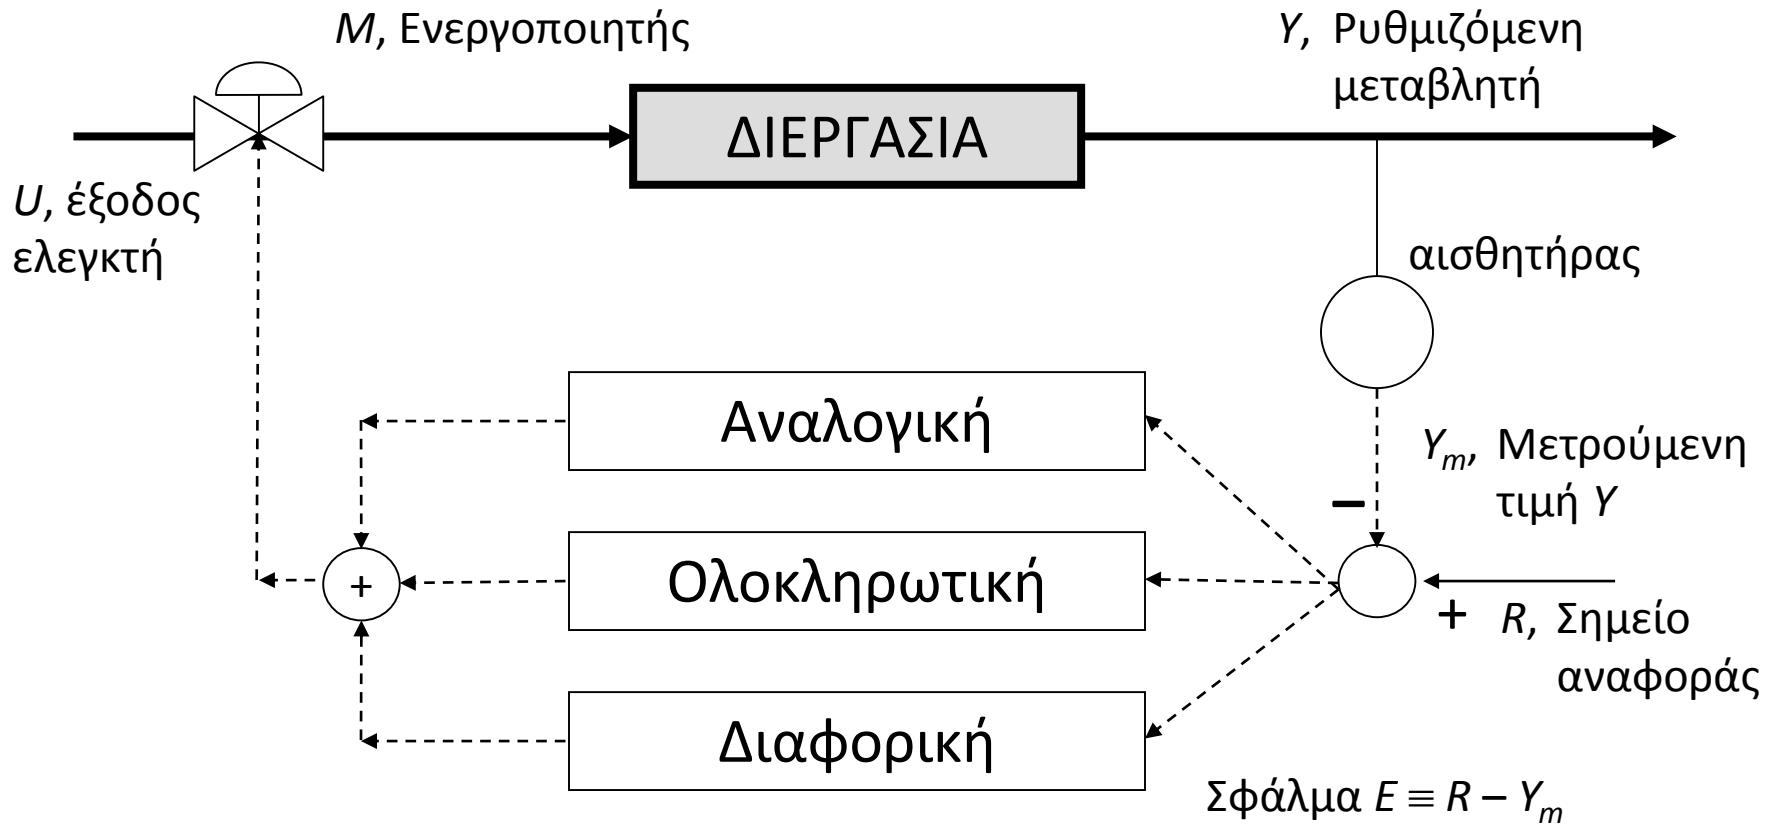 M, Ενεργοποιητής
Y, Ρυθμιζόμενη
μεταβλητή
ΔΙΕΡΓΑΣΙΑ
U, έξοδος
ελεγκτή
αισθητήρας
Αναλογική
Ym, Μετρούμενη
τιμή Y
–
Ολοκληρωτική
+
+
R, Σημείο
αναφοράς
Διαφορική
Σφάλμα E ≡ R – Ym